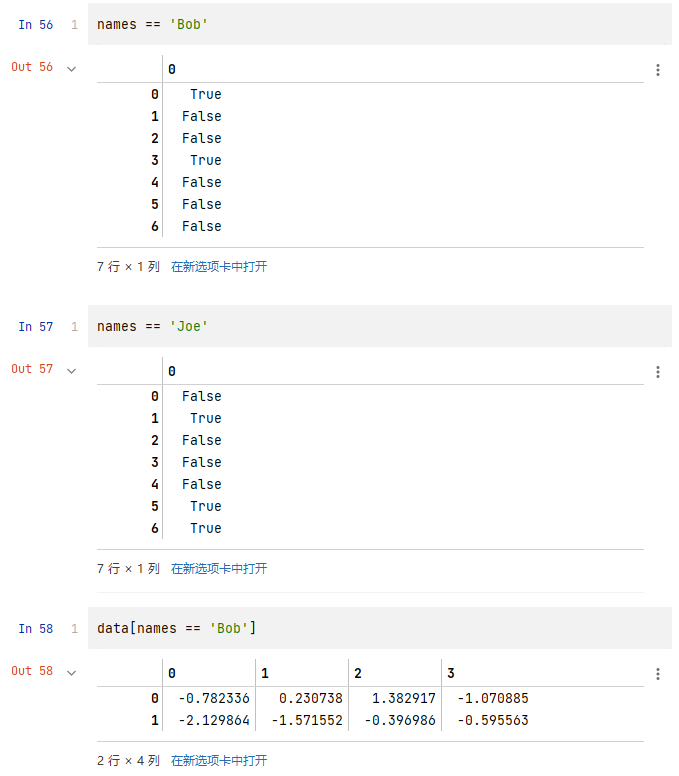 In 56 1 names == 'Bob'
Out 56 0
0 True
1 False
2 False
3 True
4 False
5 False
6 False
7 行 × 1 列 在新选项卡中打开
In 57 1 names == 'Joe'
Out 57 0
0 False
1 True
2 False
3 False
4 False
5 True
6 True
7 行 × 1 列 在新选项卡中打开
In 58 1 data[names == 'Bob']
Out 58 0 1 2 3
0 -0.782336 0.230738 1.382917 -1.070885
1 -2.129864 -1.571552 -0.396986 -0.595563
2 行 × 4 列 在新选项卡中打开